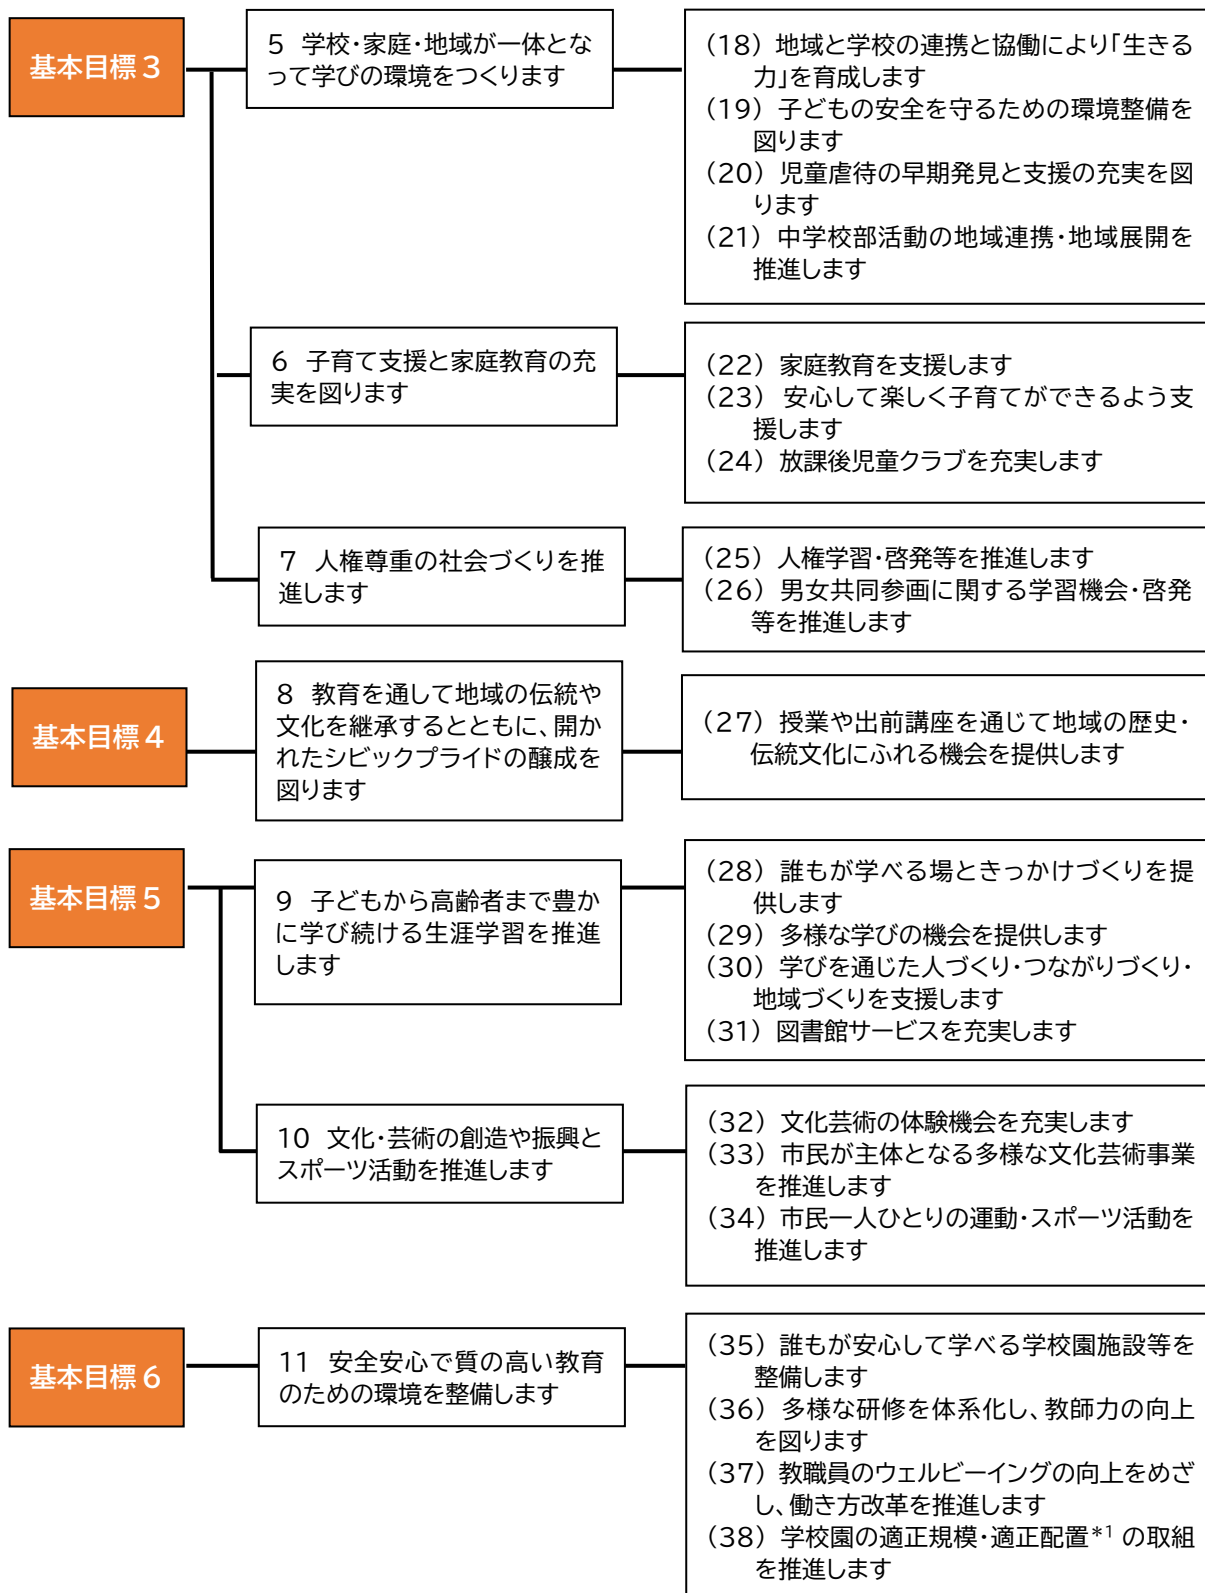 基本目標3
5 学校・家庭・地域が一体とな
って学びの環境をつくります
(18) 地域と学校の連携と協働により「生きる
力」を育成します
(19) 子どもの安全を守るための環境整備を
図ります
(20) 児童虐待の早期発見と支援の充実を図
ります
(21) 中学校部活動の地域連携・地域展開を
推進します
6 子育て支援と家庭教育の充
実を図ります
(22) 家庭教育を支援します
(23) 安心して楽しく子育てができるよう支
援します
(24) 放課後児童クラブを充実します
7 人権尊重の社会づくりを推
進します
(25) 人権学習・啓発等を推進します
(26) 男女共同参画に関する学習機会・啓発
等を推進します
基本目標4
8 教育を通して地域の伝統や
文化を継承するとともに、開か
れたシビックプライドの醸成を
図ります
(27) 授業や出前講座を通じて地域の歴史・
伝統文化にふれる機会を提供します
基本目標5
9 子どもから高齢者まで豊か
に学び続ける生涯学習を推進
します
(28) 誰もが学べる場ときっかけづくりを提
供します
(29) 多様な学びの機会を提供します
(30) 学びを通じた人づくり・つながりづくり・
地域づくりを支援します
(31) 図書館サービスを充実します
10 文化・芸術の創造や振興と
スポーツ活動を推進します
(32) 文化芸術の体験機会を充実します
(33) 市民が主体となる多様な文化芸術事業
を推進します
(34) 市民一人ひとりの運動・スポーツ活動を
推進します
基本目標6
11 安全安心で質の高い教育
のための環境を整備します
(35) 誰もが安心して学べる学校園施設等を
整備します
(36) 多様な研修を体系化し、教師力の向上
を図ります
(37) 教職員のウェルビーイングの向上をめざ
し、働き方改革を推進します
(38) 学校園の適正規模・適正配置*1 の取組
を推進します